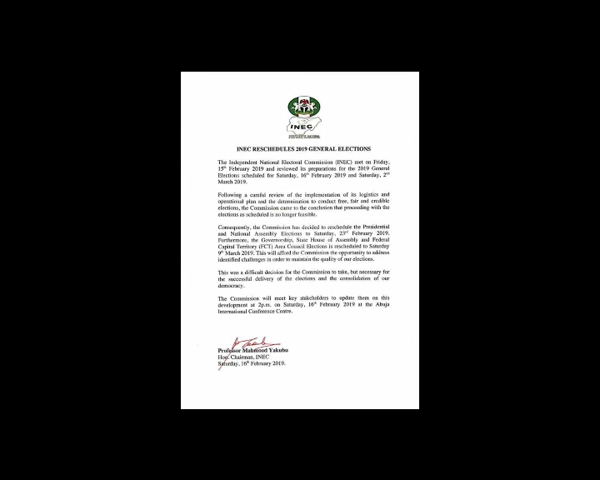 INEC
INEC RESCHEDULES 2019 GENERAL ELECTIONS
The Independent National Electoral Commission (INEC) met on Friday,
15th February 2019 and reviewed its preparations for the 2019 General
Elections scheduled for Saturday, 16th February 2019 and Saturday, 2nd
March 2019.
Following a careful review of the implementation of its logistics and
operational plan and the determination to conduct free, fair and credible
elections, the Commission came to the conclusion that proceeding with the
elections as scheduled is no longer feasible.
Consequently, the Commission has decided to reschedule the Presidential
and National Assembly Elections to Saturday, 23rd February 2019.
Furthermore, the Governorship, State House of Assembly and Federal
Capital Territory (FCT) Area Council Elections is rescheduled to Saturday
9th March 2019. This will afford the Commission the opportunity to address
identified challenges in order to maintain the quality of our elections.
This was a difficult decision for the Commission to take, but necessary for
the successful delivery of the elections and the consolidation of our
democracy.
The Commission will meet key stakeholders to update them on this
development at 2p.m. on Saturday, 16th February 2019 at the Abuja
International Conference Centre.
Professor Mahmood Yakubu
Hon. Chairman, INEC
Saturday, 16th February 2019.